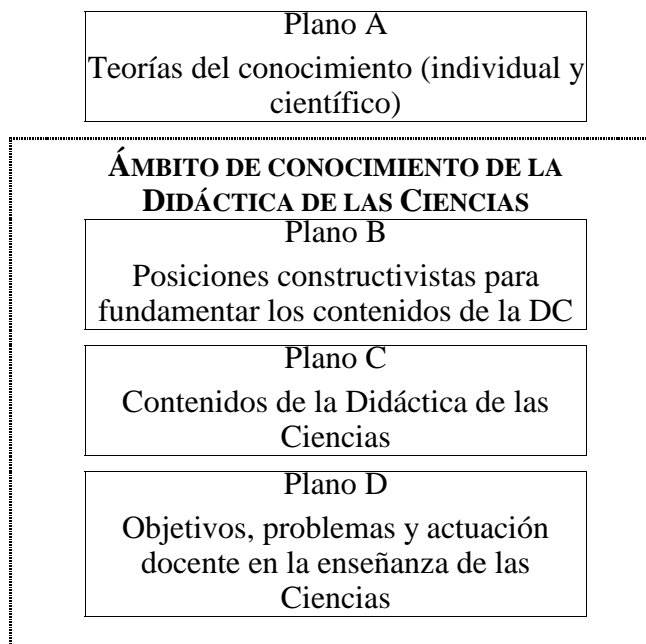 Plano A
Teorías del conocimiento (individual y
científico)
ÁMBITO DE CONOCIMIENTO DE LA
DIDÁCTICA DE LAS CIENCIAS
Plano B
Posiciones constructivistas para
fundamentar los contenidos de la DC
Plano C
Contenidos de la Didáctica de las
Ciencias
Plano D
Objetivos, problemas y actuación
docente en la enseñanza de las
Ciencias